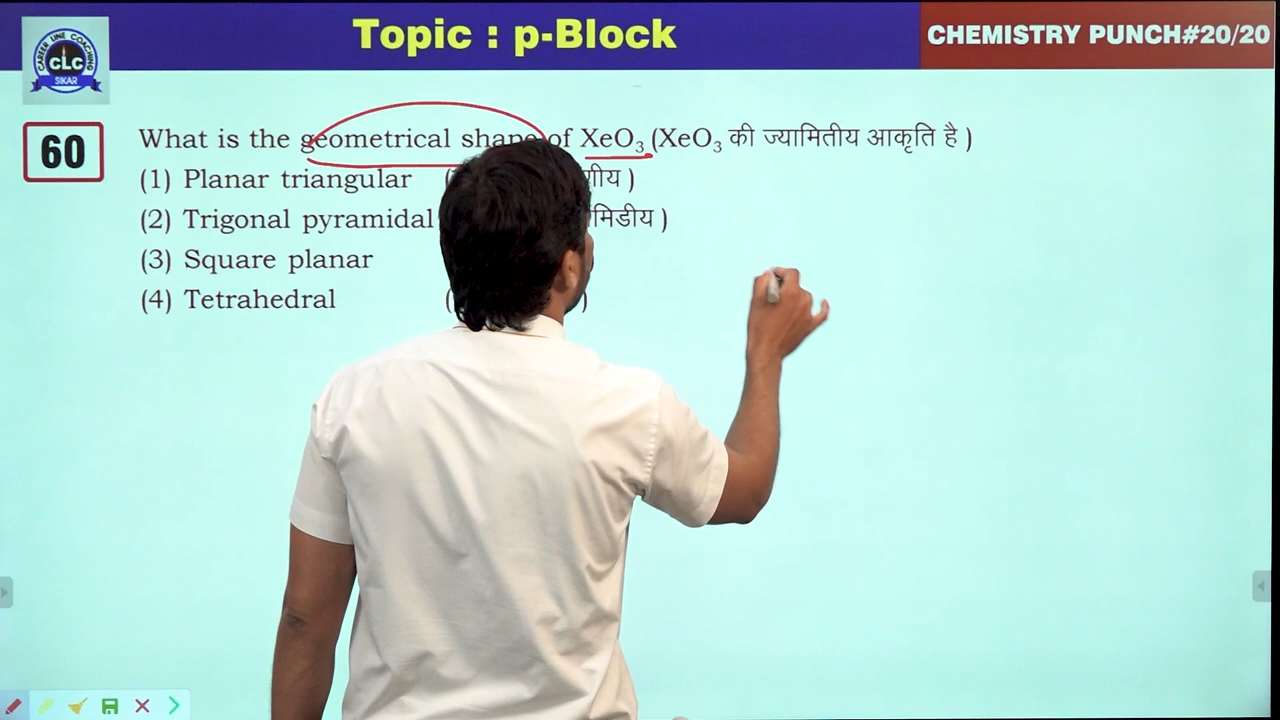 Topic : p-Block
CHEMISTRY PUNCH#20/20
CAREER LINE COACHING
CLC
SIKAR
60
What is the geometrical shape of XeO₃ (XeO₃ की ज्यामितीय आकृति है )
(1) Planar triangular (
(2) Trigonal pyramidal
(3) Square planar
(4) Tetrahedral ( )